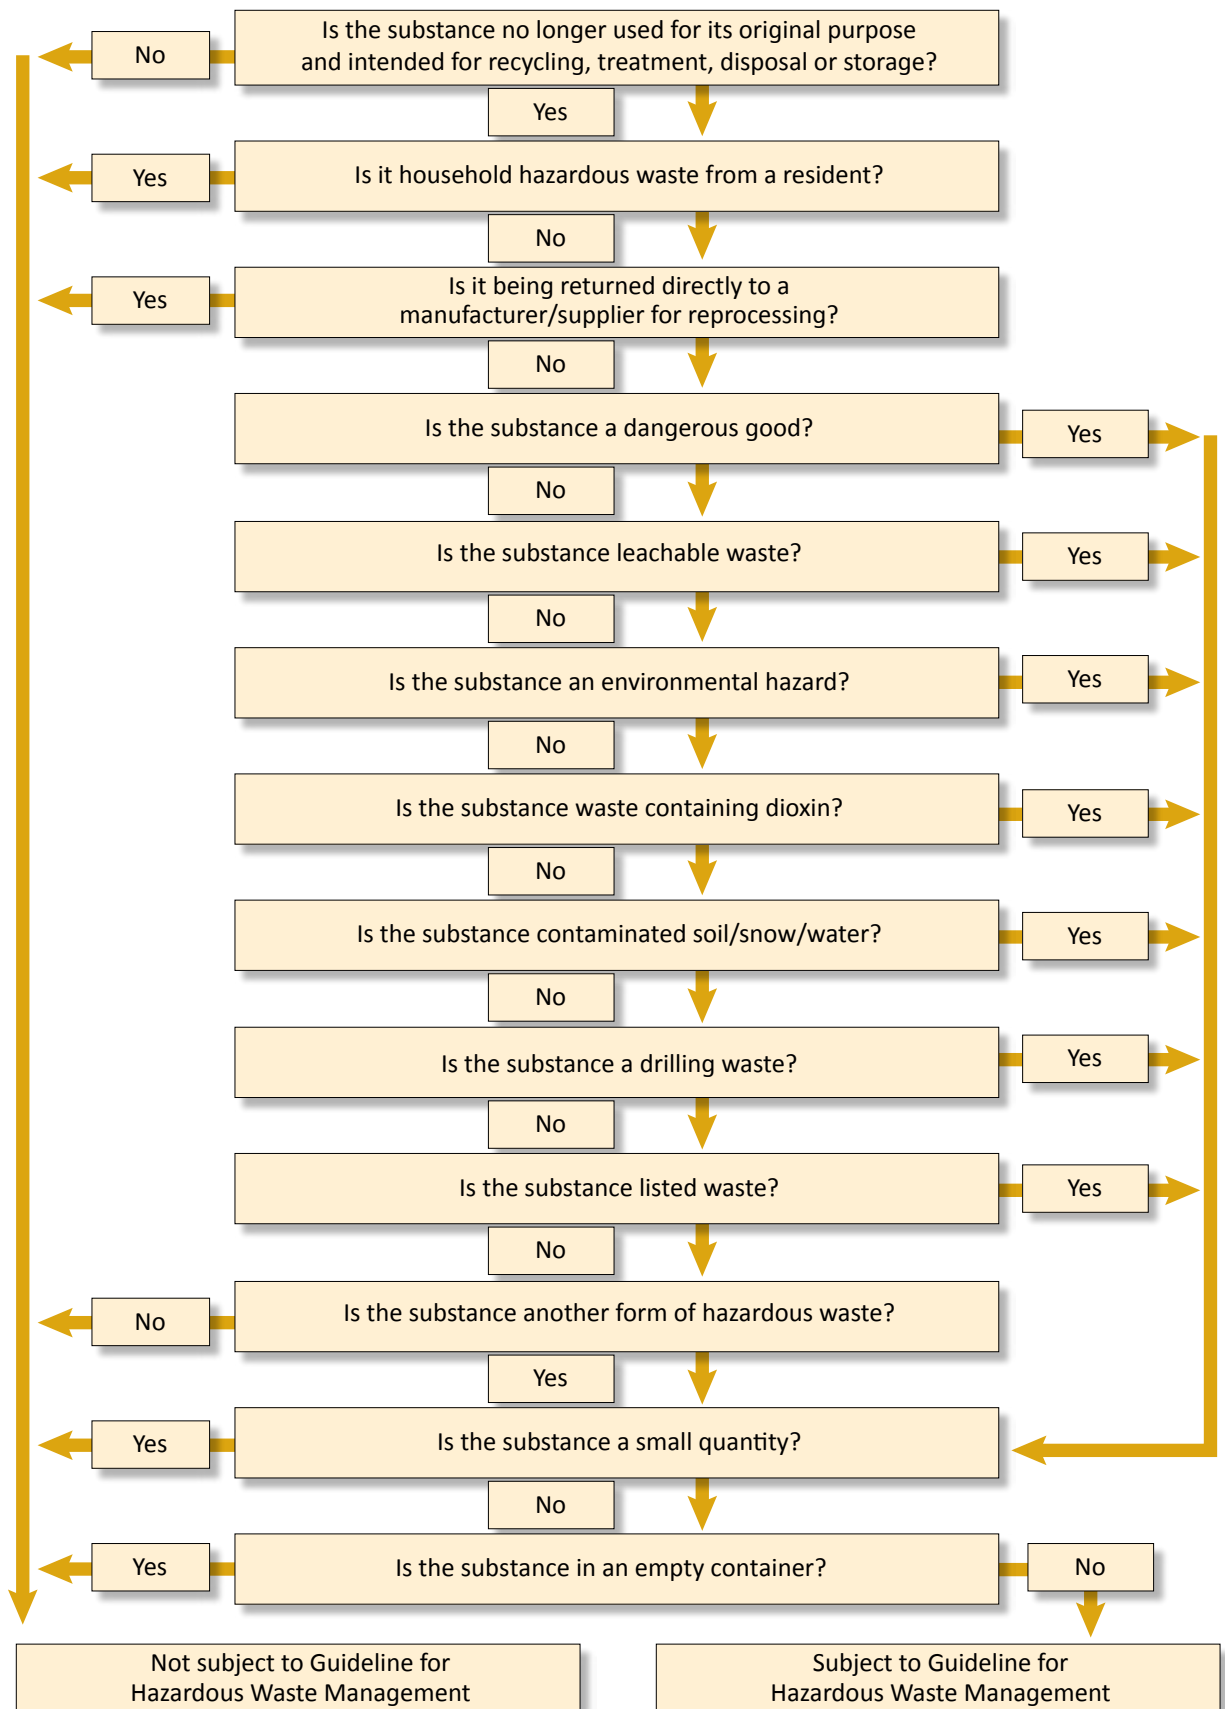 Is the substance no longer used for its original purpose
and intended for recycling, treatment, disposal or storage?
No
Yes
Is it household hazardous waste from a resident?
Yes
No
Is it being returned directly to a
manufacturer/supplier for reprocessing?
Yes
No
Is the substance a dangerous good?
Yes
No
Is the substance leachable waste?
Yes
No
Is the substance an environmental hazard?
Yes
No
Is the substance waste containing dioxin?
Yes
No
Is the substance contaminated soil/snow/water?
Yes
No
Is the substance a drilling waste?
Yes
No
Is the substance listed waste?
Yes
No
Is the substance another form of hazardous waste?
No
Yes
Is the substance a small quantity?
Yes
No
Is the substance in an empty container?
Yes
No
Not subject to Guideline for
Hazardous Waste Management
Subject to Guideline for
Hazardous Waste Management